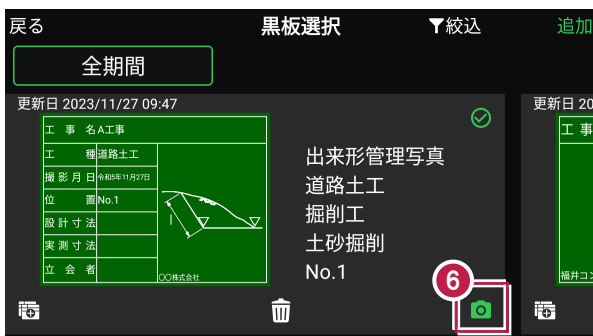 戻る 黒板選択 絞込 追加
全期間
更新日 2023/11/27 09:47
工事名 A工事
工種 道路土工
撮影月日 令和5年11月27日
位置 No.1
設計寸法
実測寸法
立会者
〇〇株式会社
出来形管理写真
道路土工
掘削工
土砂掘削
No.1
6
更新日 20
工事
福井コン